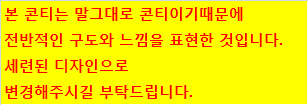 본 콘티는 말그대로 콘티이기때문에
전반적인 구도와 느낌을 표현한 것입니다.
세련된 디자인으로
변경해주시길 부탁드립니다.